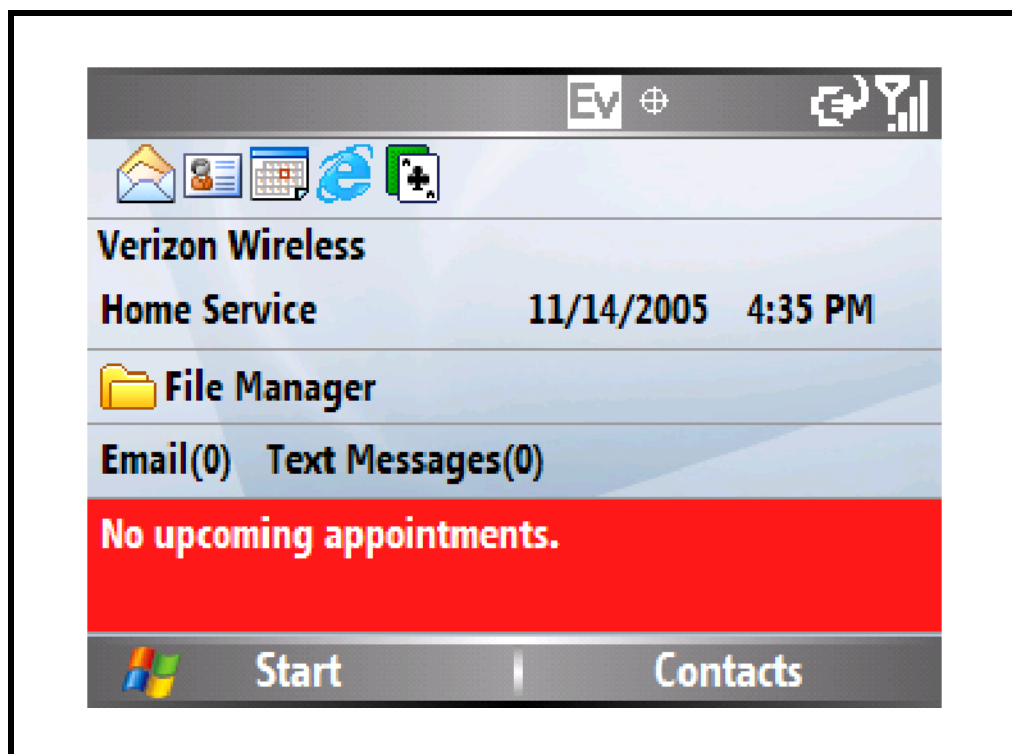 Ev
Verizon Wireless
Home Service 11/14/2005 4:35 PM
File Manager
Email(0) Text Messages(0)
No upcoming appointments.
Start Contacts